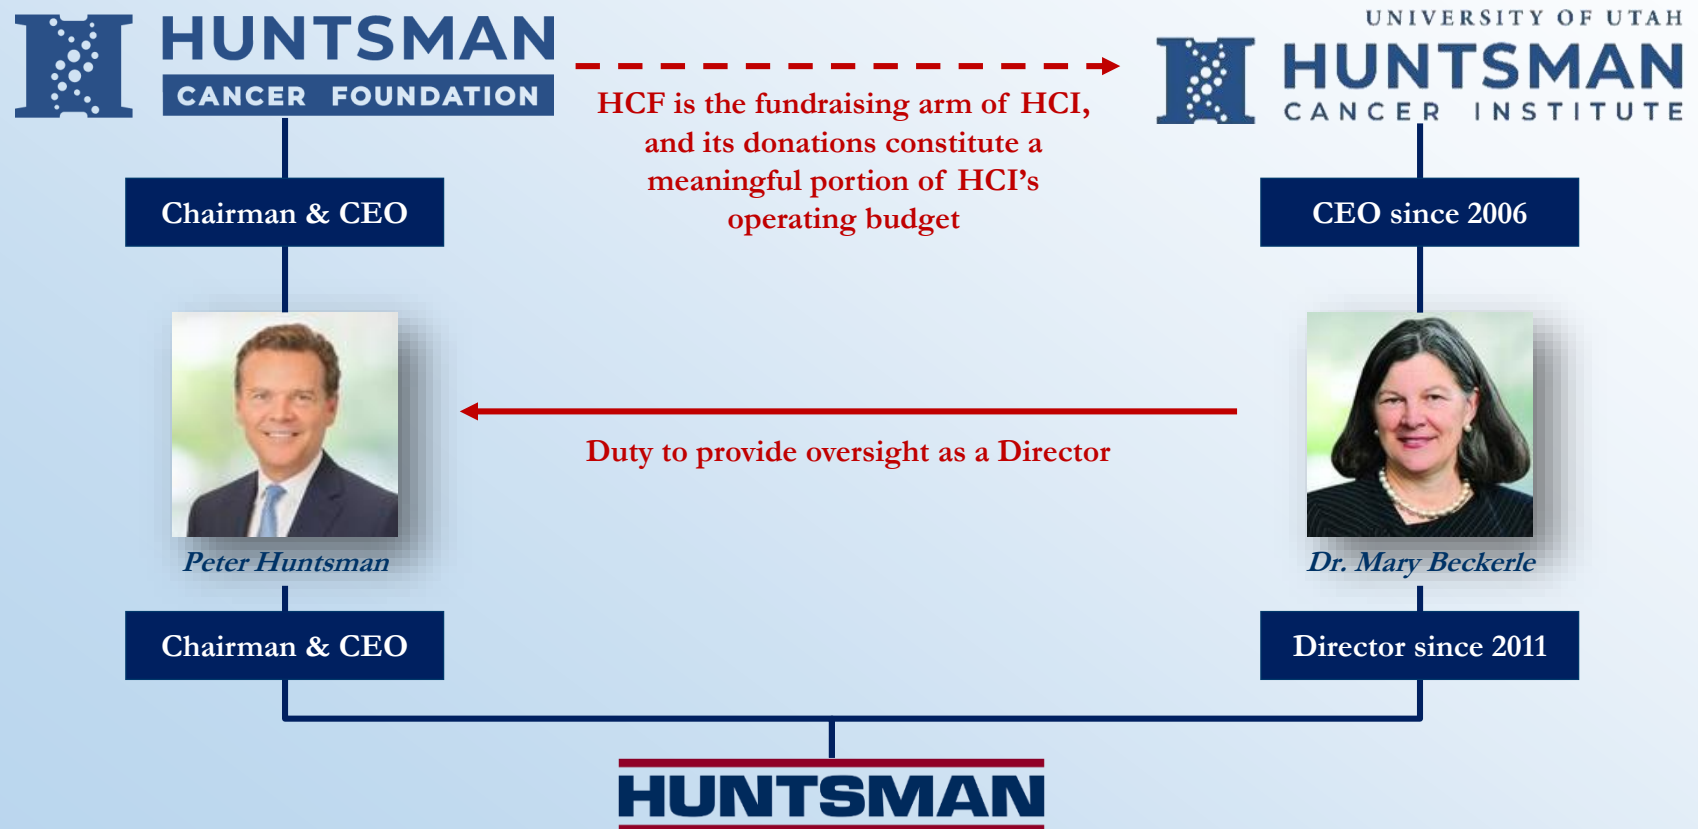 HUNTSMAN
CANCER FOUNDATION
UNIVERSITY OF UTAH
HUNTSMAN
CANCER INSTITUTE
HCF is the fundraising arm of HCI,
and its donations constitute a
meaningful portion of HCI’s
operating budget
Chairman & CEO
CEO since 2006
Duty to provide oversight as a Director
Peter Huntsman
Dr. Mary Beckerle
Chairman & CEO
Director since 2011
HUNTSMAN